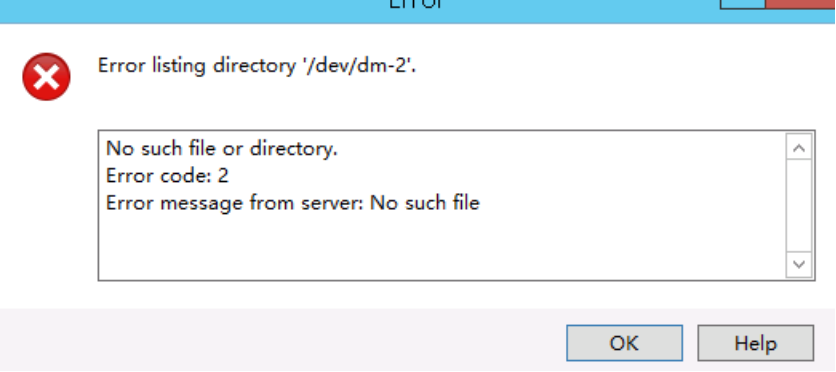 Error
Error listing directory '/dev/dm-2'.
No such file or directory.
Error code: 2
Error message from server: No such file
OK
Help